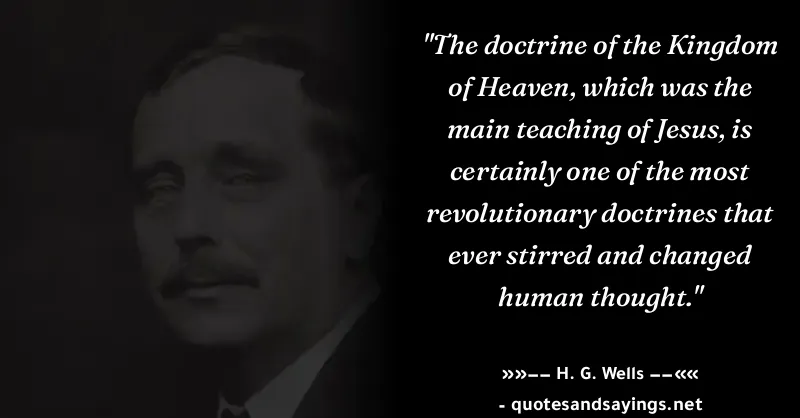 "The doctrine of the Kingdom
of Heaven, which was the
main teaching of Jesus, is
certainly one of the most
revolutionary doctrines that
ever stirred and changed
human thought."
»»−− H. G. Wells −−««
- quotesandsayings.net